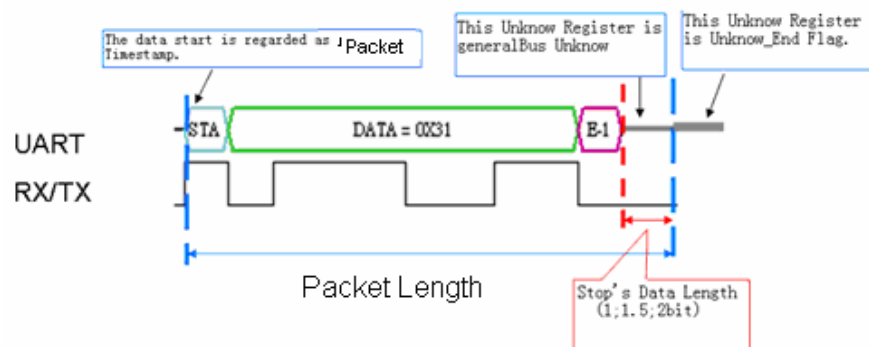 The data start is regarded as Packet
Timestamp.
This Unknow Register is
generalBus Unknow
This Unknow Register
is Unknow_End Flag.
UART
STA
DATA = 0X31
E-1
RX/TX
Packet Length
Stop's Data Length
(1;1.5;2bit)